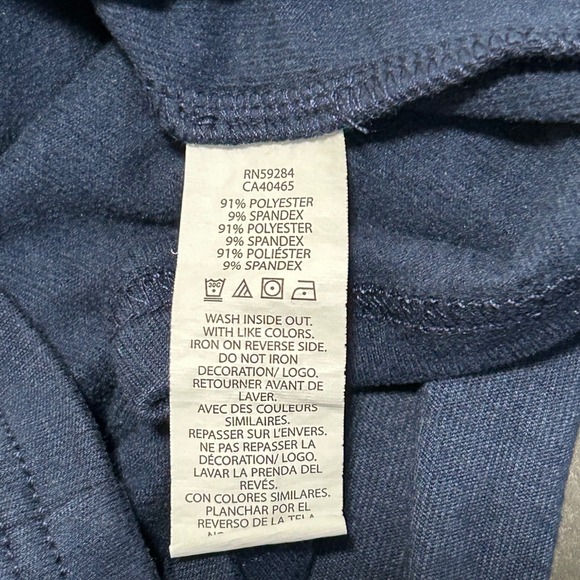 RN59284
CA40465
91% POLYESTER
9% SPANDEX
91% POLYESTER
9% SPANDEX
91% POLIÉSTER
9% SPANDEX
30C
WASH INSIDE OUT.
WITH LIKE COLORS.
IRON ON REVERSE SIDE.
DO NOT IRON
DECORATION/ LOGO.
RETOURNER AVANT DE
LAVER.
AVEC DES COULEURS
SIMILAIRES.
REPASSER SUR L'ENVERS.
NE PAS REPASSER LA
DÉCORATION/ LOGO.
LAVAR LA PRENDA DEL
REVÉS.
CON COLORES SIMILARES.
PLANCHAR POR EL
REVERSO DE LA TELA